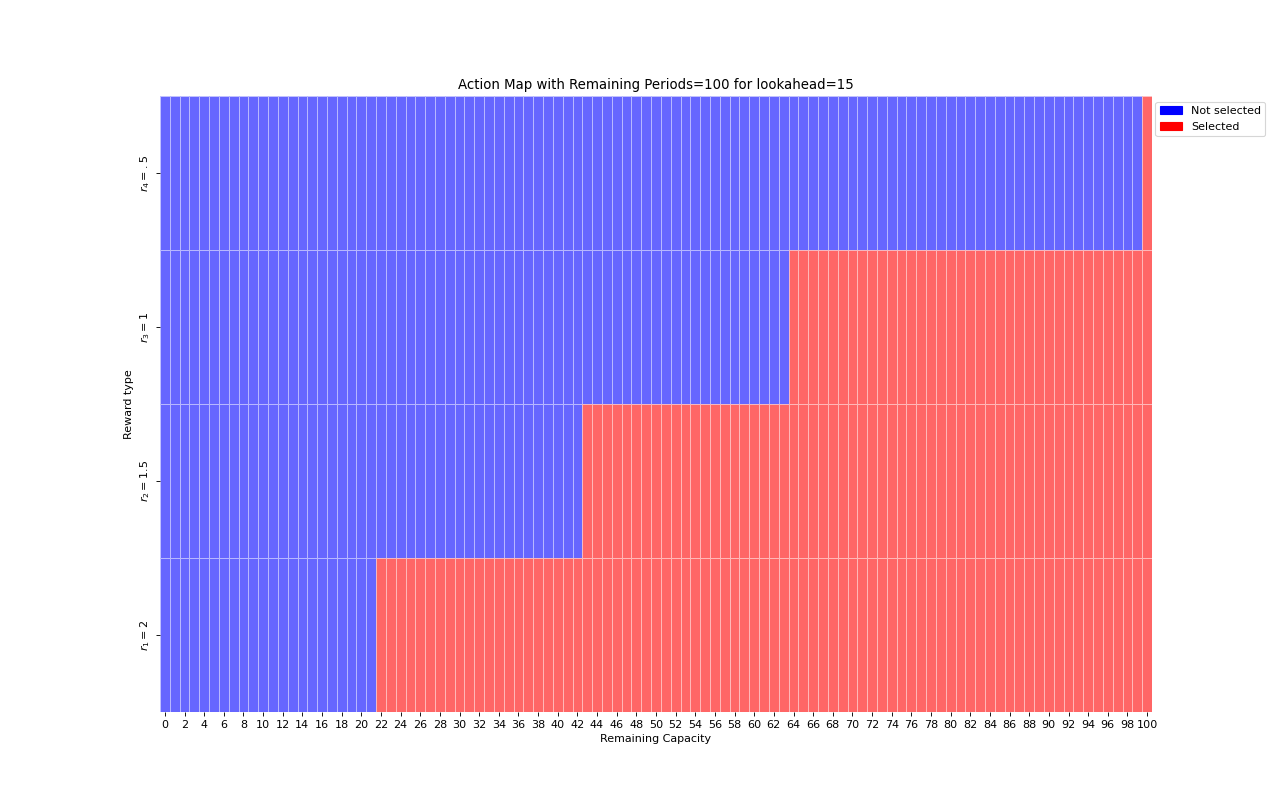 Action Map with Remaining Periods=100 for lookahead=15
Not selected
Selected
r₄ = .5
r₃ = 1
r₂ = 1.5
r₁ = 2
Reward type
0 2 4 6 8 10 12 14 16 18 20 22 24 26 28 30 32 34 36 38 40 42 44 46 48 50 52 54 56 58 60 62 64 66 68 70 72 74 76 78 80 82 84 86 88 90 92 94 96 98 100
Remaining Capacity